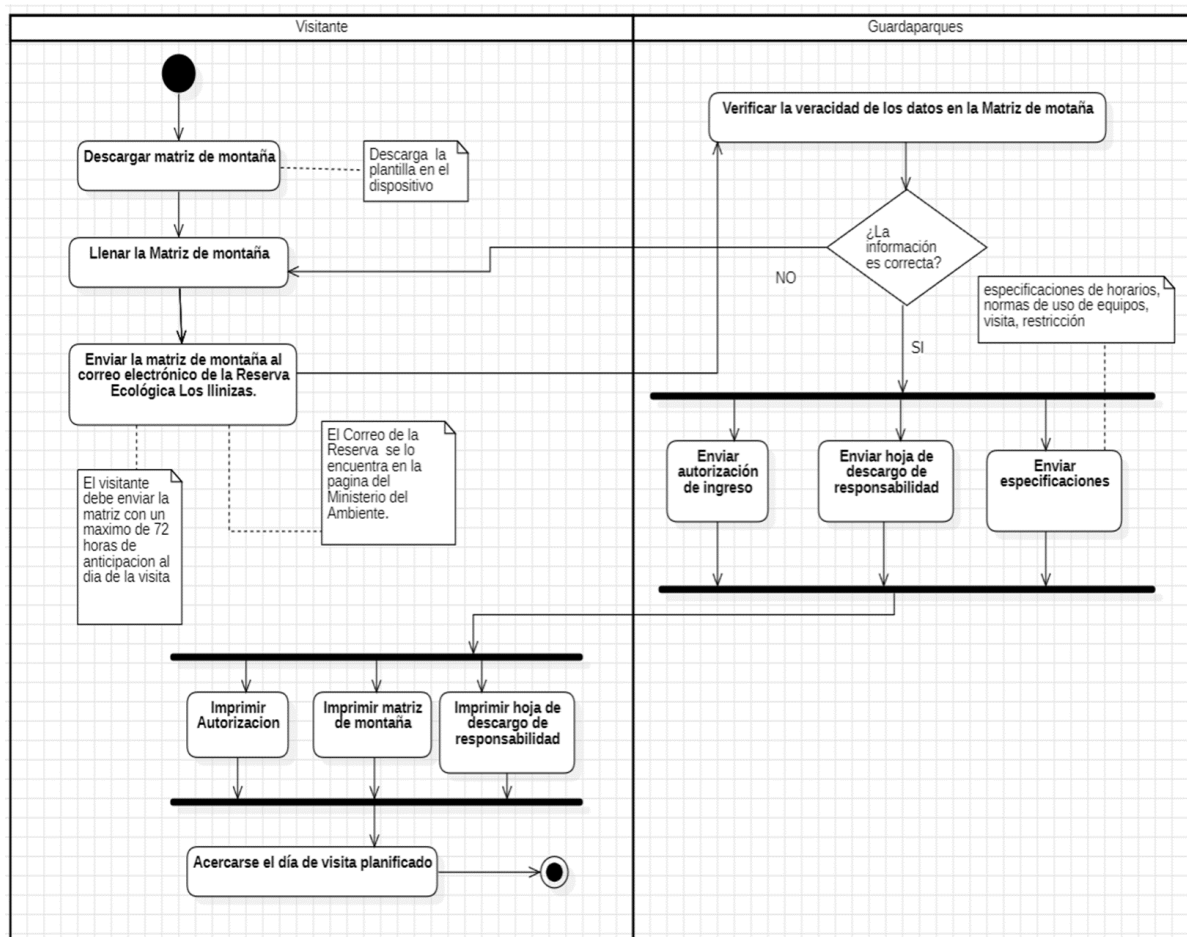 Visitante
Guardaparques
Descargar matriz de montaña
Descarga la
plantilla en el
dispositivo
Llenar la Matriz de montaña
Enviar la matriz de montaña al
correo electrónico de la Reserva
Ecológica Los Ilinizas.
El visitante
debe enviar la
matriz con un
maximo de 72
horas de
anticipacion al
dia de la visita
El Correo de la
Reserva se lo
encuentra en la
pagina del
Ministerio del
Ambiente.
Verificar la veracidad de los datos en la Matriz de motaña
¿La
información
es correcta?
NO
SI
especificaciones de horarios,
normas de uso de equipos,
visita, restricción
Enviar
autorización
de ingreso
Enviar hoja de
descargo de
responsabilidad
Enviar
especificaciones
Imprimir
Autorizacion
Imprimir matriz
de montaña
Imprimir hoja de
descargo de
responsabilidad
Acercarse el día de visita planificado